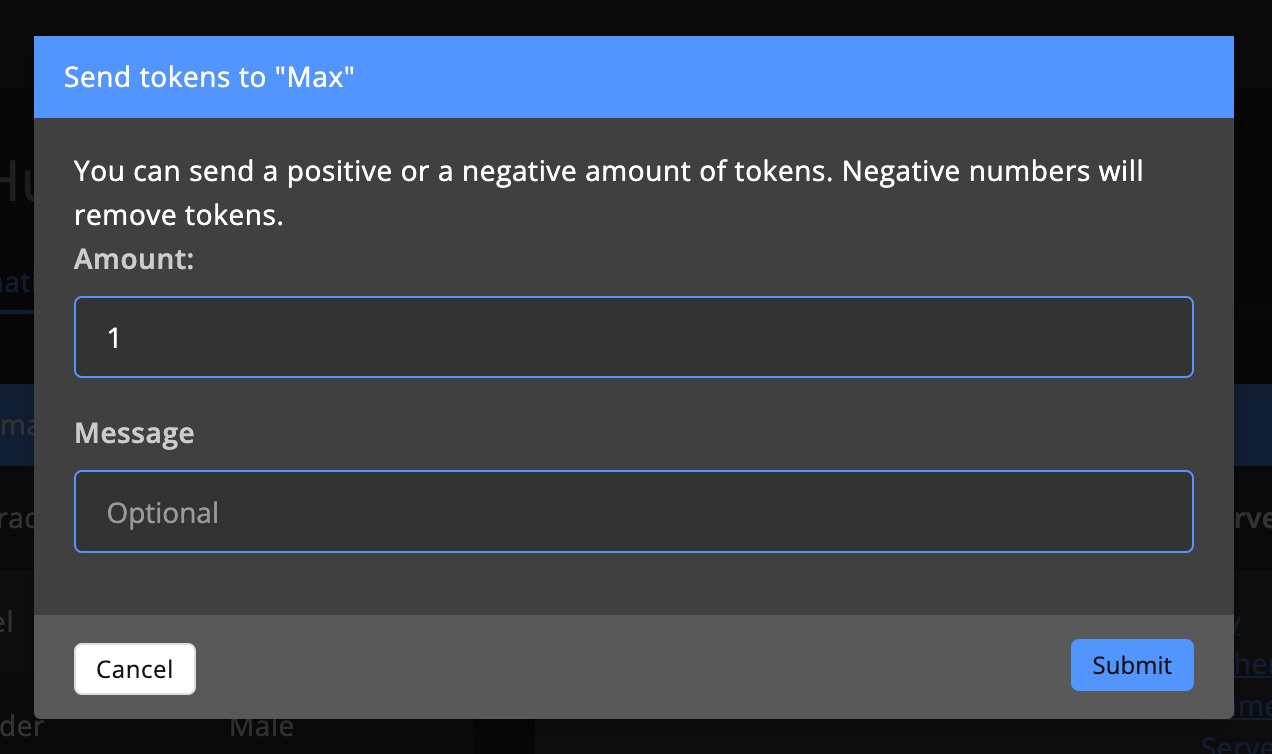 Send tokens to "Max"
You can send a positive or a negative amount of tokens. Negative numbers will
remove tokens.
Amount:
1
Message
Optional
Cancel
Submit
Male